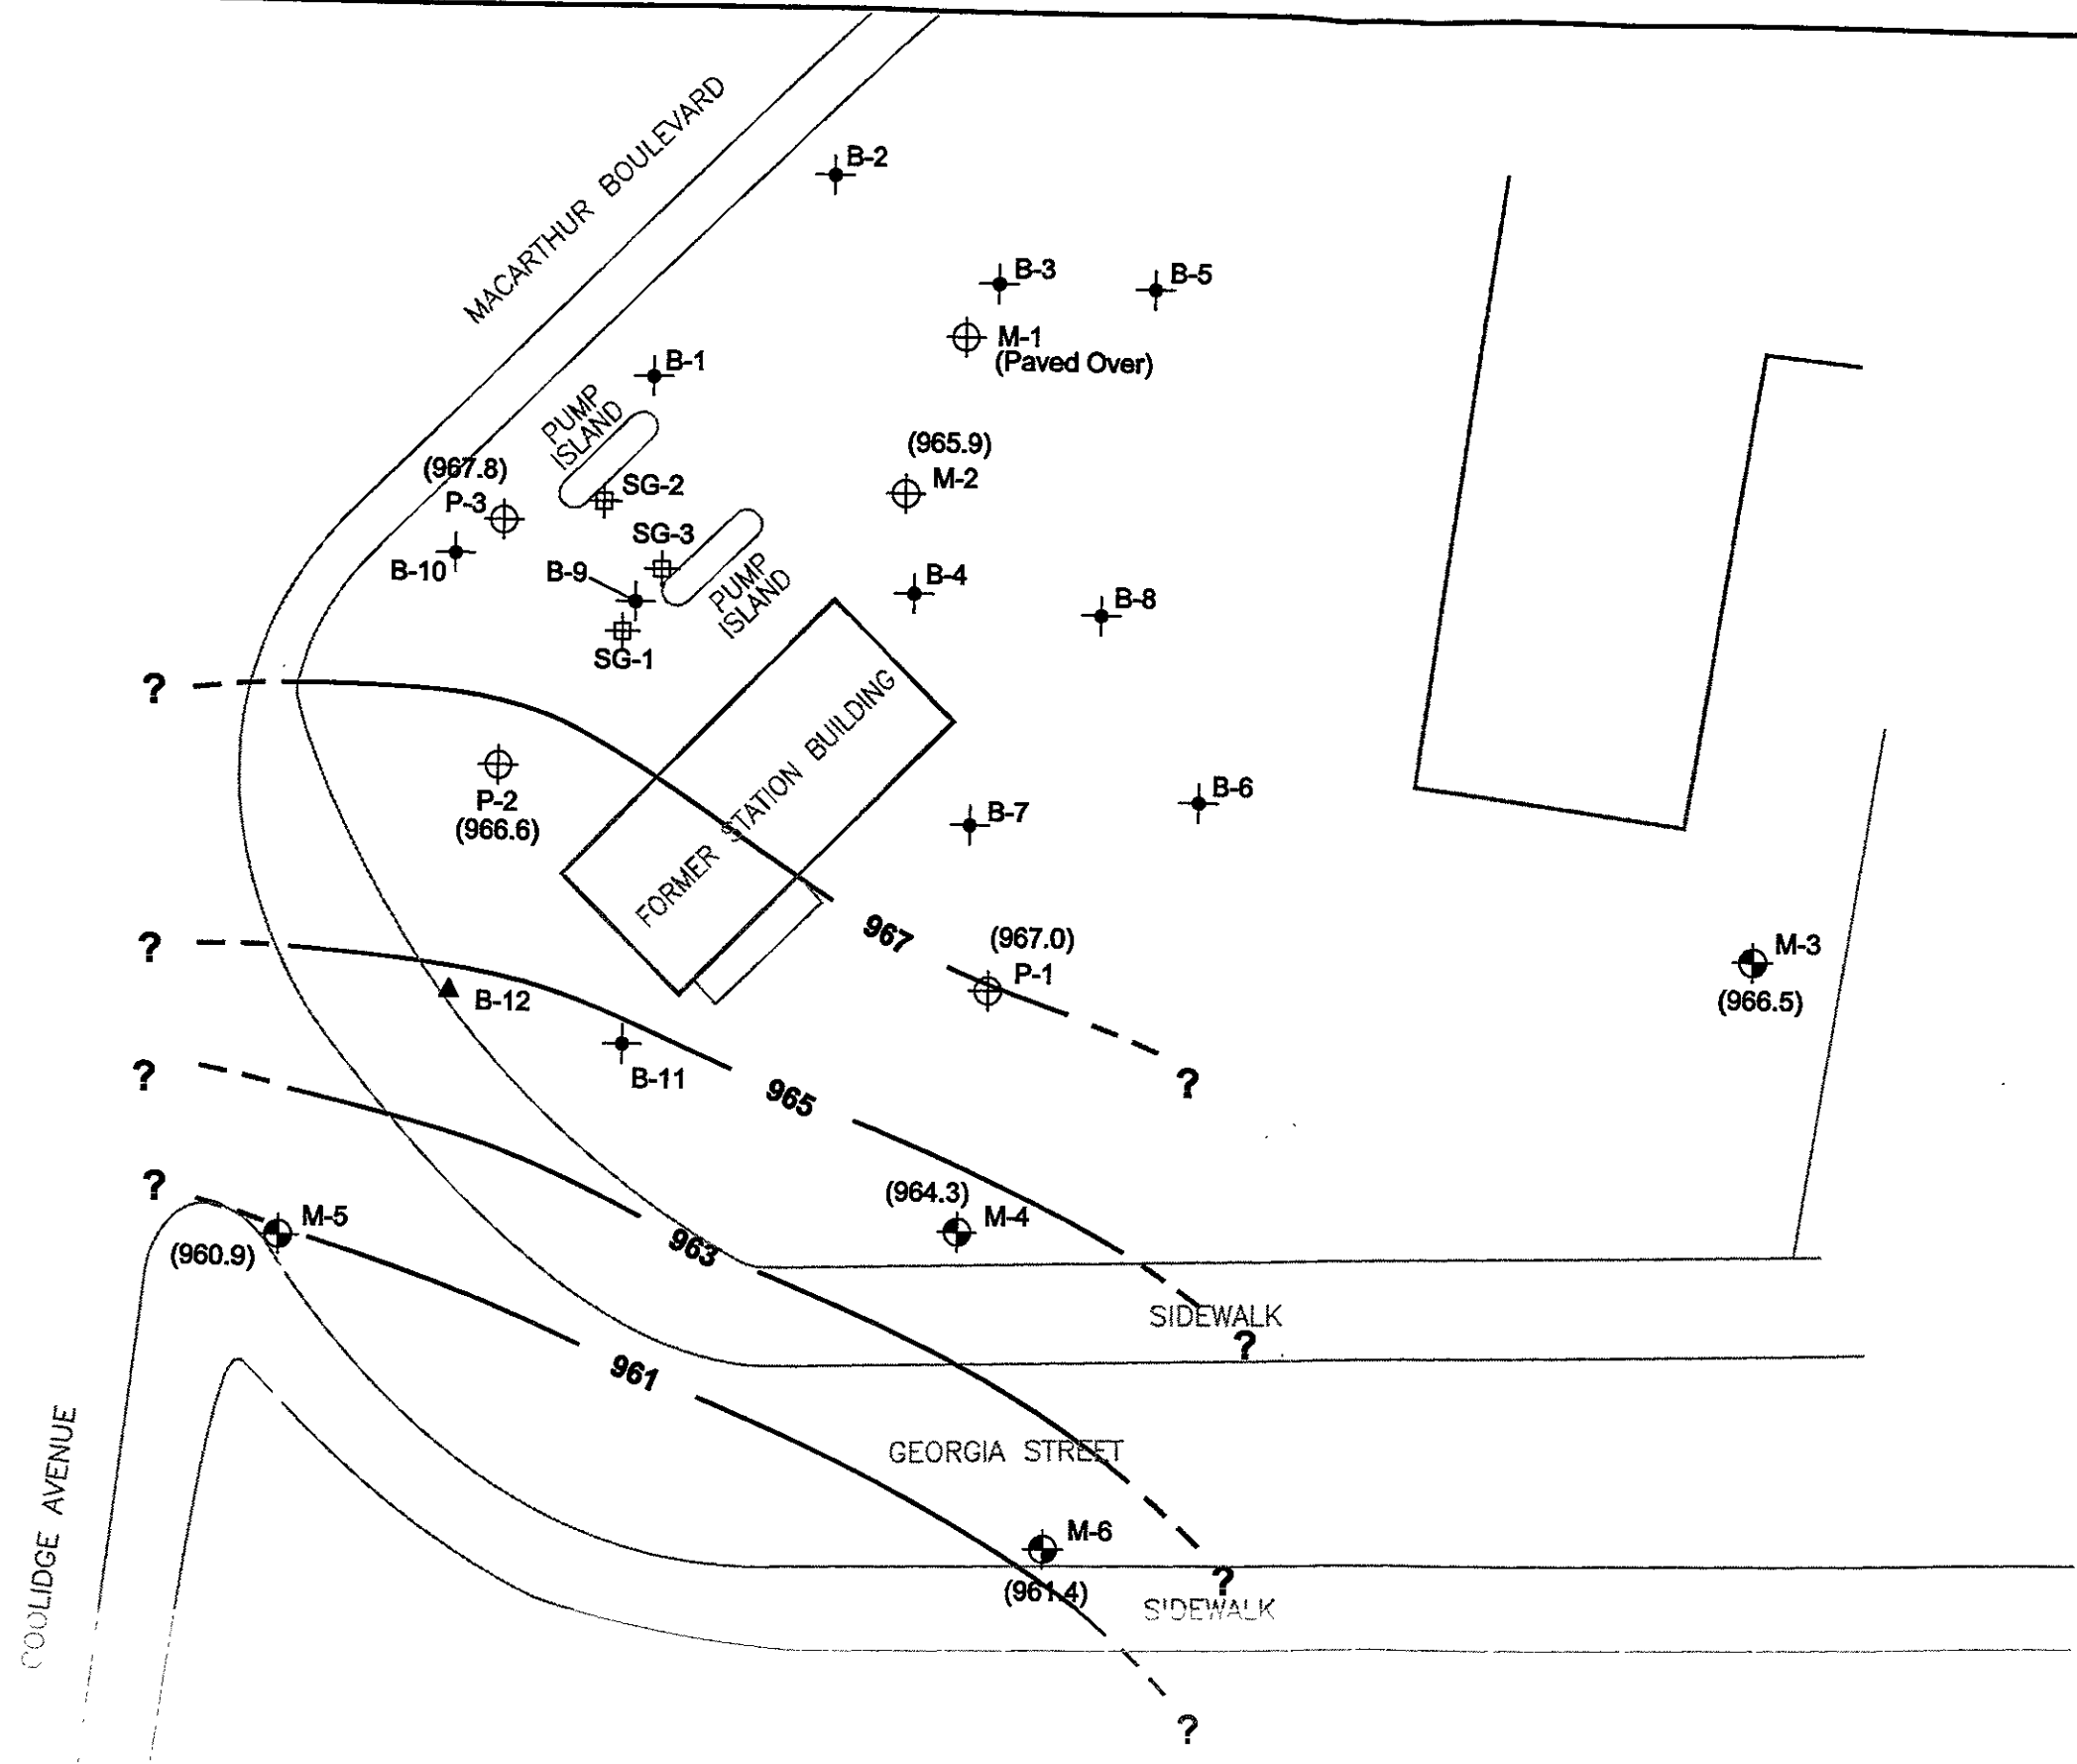 MACARTHUR BOULEVARD
B-2
B-3
B-5
M-1
(Paved Over)
B-1
PUMP
ISLAND
(967.8)
P-3
SG-2
(965.9)
M-2
SG-3
B-10
B-9
PUMP
ISLAND
B-4
B-8
SG-1
?
FORMER STATION BUILDING
P-2
(966.6)
B-7
B-6
967
(967.0)
P-1
M-3
(966.5)
?
B-12
B-11
965
?
?
(964.3)
M-4
?
M-5
(960.9)
963
SIDEWALK
?
961
GEORGIA STREET
COOLIDGE AVENUE
M-6
(961.4)
?
SIDEWALK
?